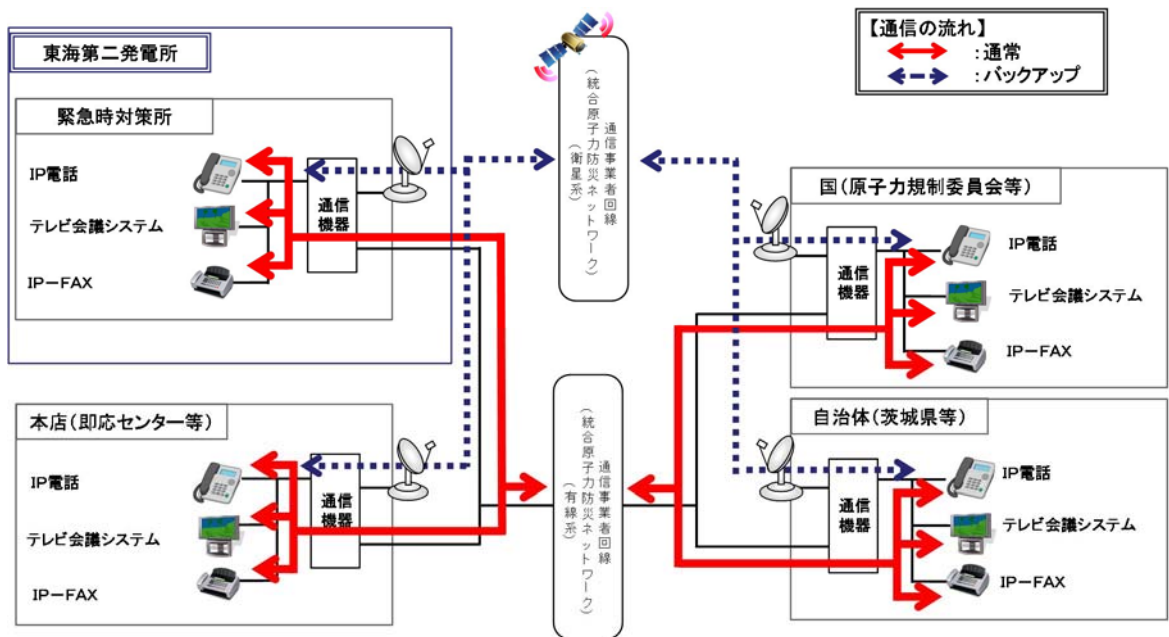 東海第二発電所
緊急時対策所
IP電話
テレビ会議システム
IP－FAX
通信
機器
本店(即応センター等)
IP電話
テレビ会議システム
IP－FAX
通信
機器
通信事業者回線
(統合原子力防災ネットワーク)
(衛星系)
通信事業者回線
(統合原子力防災ネットワーク)
(有線系)
【通信の流れ】
：通常
：バックアップ
国(原子力規制委員会等)
通信
機器
IP電話
テレビ会議システム
IP－FAX
自治体(茨城県等)
通信
機器
IP電話
テレビ会議システム
IP－FAX